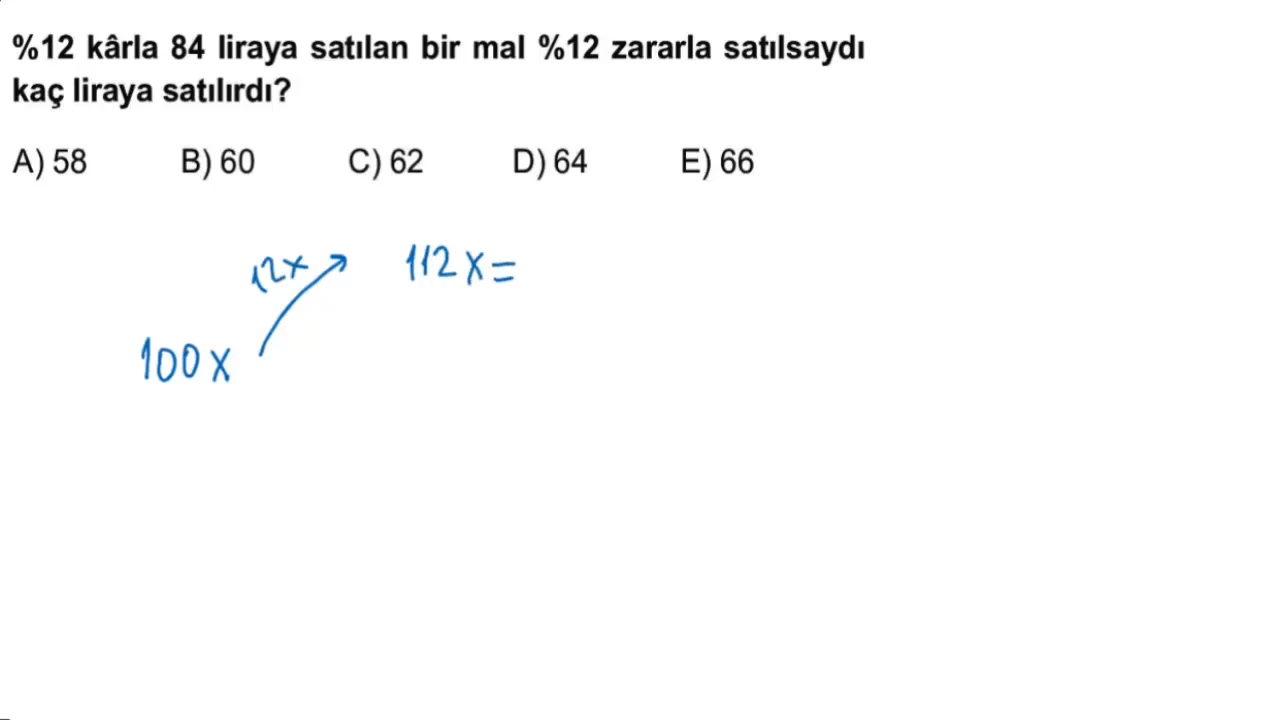 %12 kârla 84 liraya satılan bir mal %12 zararla satılsaydı
kaç liraya satılırdı?
A) 58 B) 60 C) 62 D) 64 E) 66
12x 112x=
100x